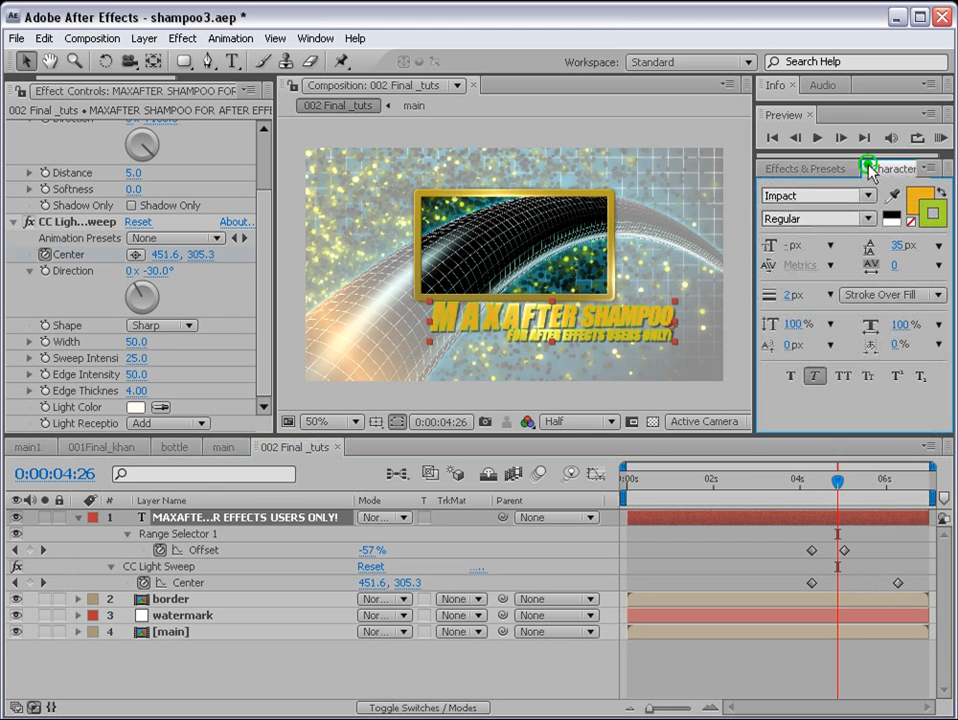 Adobe After Effects - shampoo3.aep *
File Edit Composition Layer Effect Animation View Window Help
Workspace: Standard Search Help
Effect Controls: MAXAFTER SHAMPOO FOR
002 Final _tuts • MAXAFTER SHAMPOO FOR AFTER EFFE
Distance 5.0
Softness 0.0
Shadow Only Shadow Only
CC Ligh...weep Reset About...
Animation Presets None
Center 451.6, 305.3
Direction 0x -30.0°
Shape Sharp
Width 50.0
Sweep Intensi 25.0
Edge Intensity 50.0
Edge Thicknes 4.00
Light Color
Light Receptio Add
Composition: 002 Final _tuts
002 Final _tuts main
MAXAFTER SHAMPOO
FOR AFTER EFFECTS USERS ONLY!
50% 0:00:04:26 Half Active Camera
Info Audio
Preview
Effects & Presets Character
Impact
Regular
- px 35 px
Metrics 0
2 px Stroke Over Fill
100 % 100 %
0 px 0 %
T T TT Tr T¹ T₁
main1 001Final_khan bottle main 002 Final _tuts
0:00:04:26
:00s 02s 04s 06s
# Layer Name Mode T TrkMat Parent
1 T MAXAFTE...R EFFECTS USERS ONLY! Nor... None
Range Selector 1
Offset -57 %
CC Light Sweep Reset .....
Center 451.6, 305.3
2 border Nor... None None
3 watermark Nor... None None
4 [main] Nor... None None
Toggle Switches / Modes